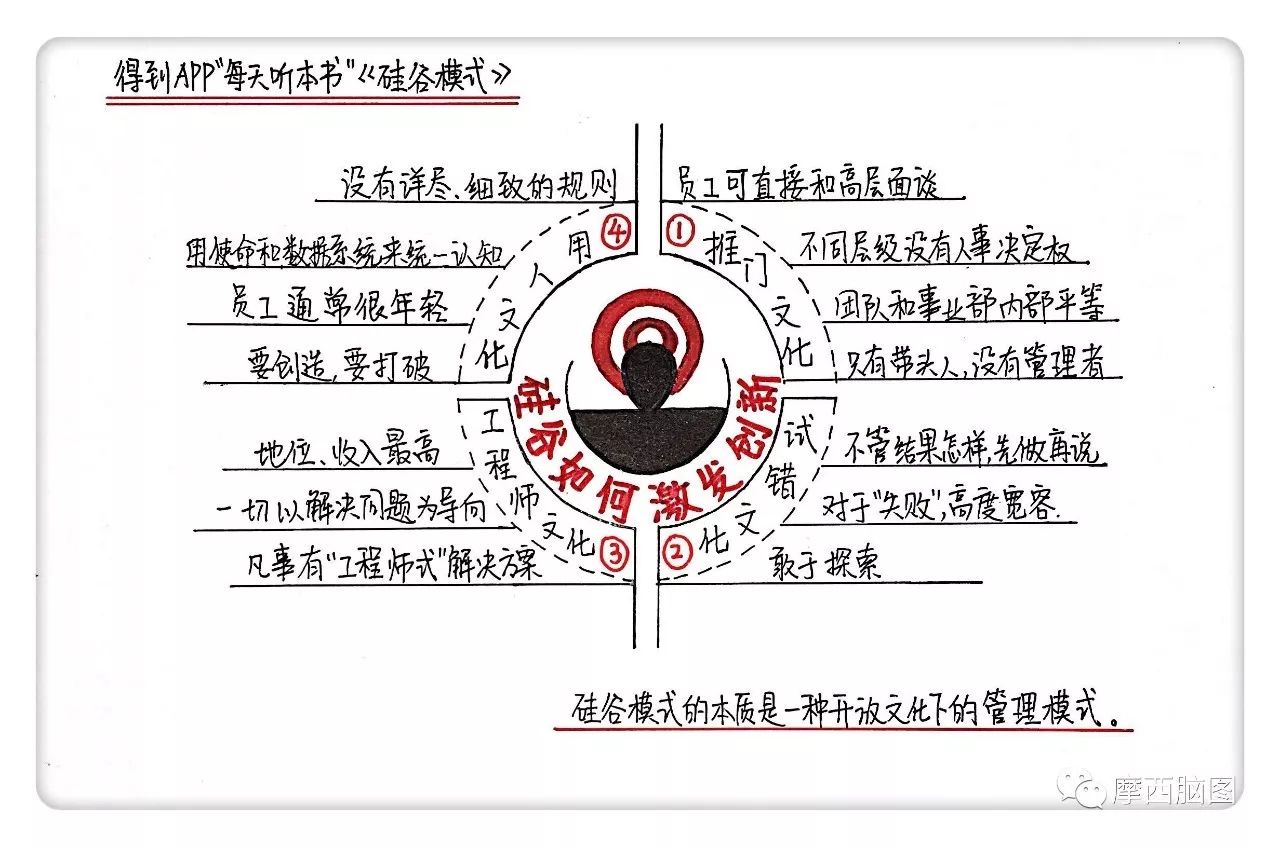 得到APP"每天听本书"《硅谷模式》
员工可直接和高层面谈
不同层级没有人事决定权
团队和事业部内部平等
只有带头人,没有管理者
①推门文化
不管结果怎样,先做再说
对于"失败",高度宽容.
敢于探索
②试错文化
地位、收入最高
一切以解决问题为导向
凡事有"工程师式"解决方案
③工程师文化
没有详尽、细致的规则
用使命和数据系统来统一认知
员工通常很年轻
要创造,要打破
④用人文化
硅谷如何激发创新
硅谷模式的本质是一种开放文化下的管理模式。
摩西脑图